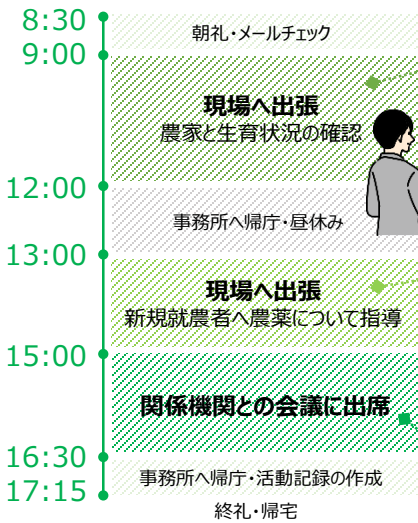 8:30
朝礼・メールチェック
9:00
現場へ出張
農家と生育状況の確認
12:00
事務所へ帰庁・昼休み
13:00
現場へ出張
新規就農者へ農薬について指導
15:00
関係機関との会議に出席
16:30
事務所へ帰庁・活動記録の作成
17:15
終礼・帰宅